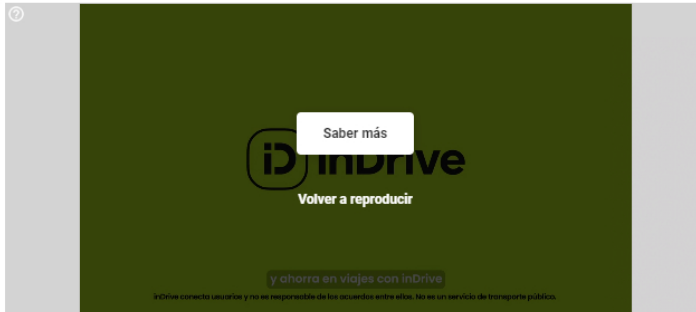 Saber más
iD inDrive
Volver a reproducir
y ahorra en viajes con inDrive
inDrive conecta usuarios y no es responsable de los acuerdos entre ellos. No es un servicio de transporte público.